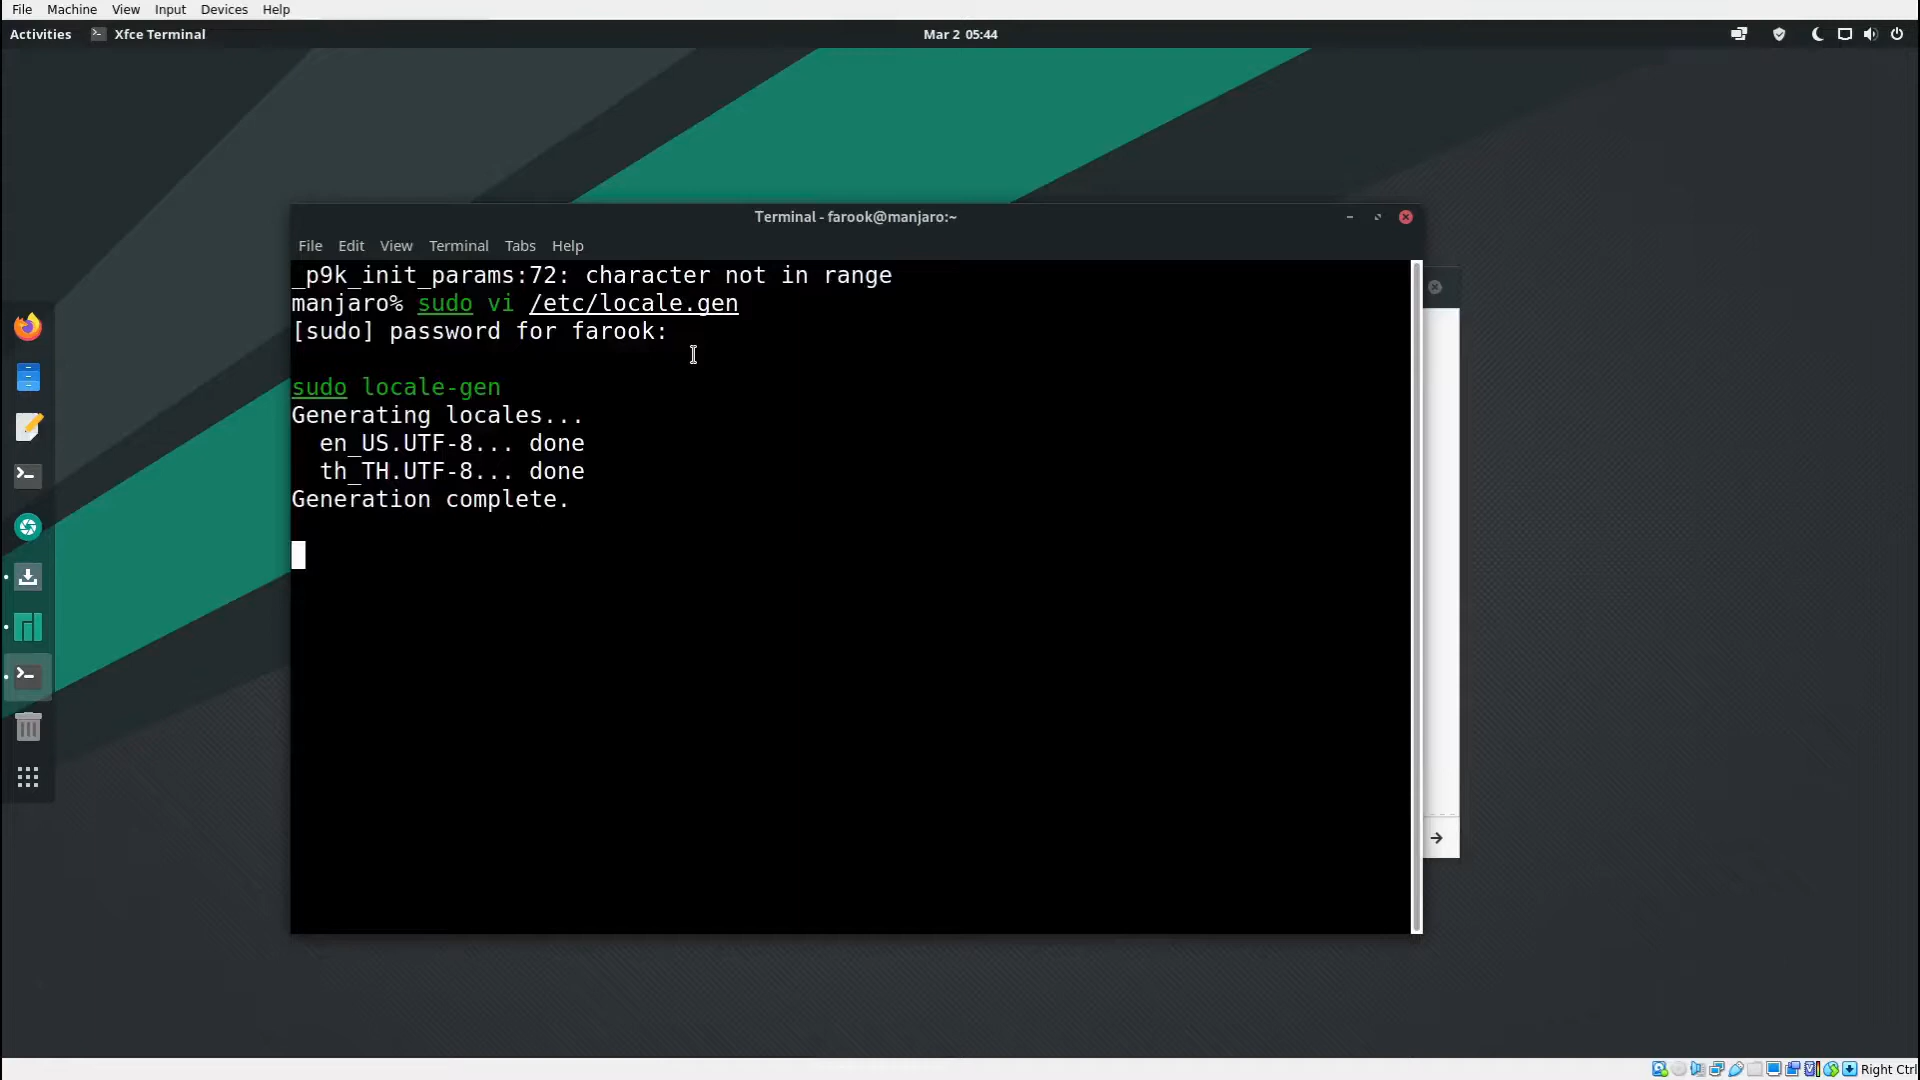 File Machine View Input Devices Help
Activities Xfce Terminal Mar 2 05:44
Terminal - farook@manjaro:~
File Edit View Terminal Tabs Help
_p9k_init_params:72: character not in range
manjaro% sudo vi /etc/locale.gen
[sudo] password for farook:
sudo locale-gen
Generating locales...
en_US.UTF-8... done
th_TH.UTF-8... done
Generation complete.
Right Ctrl